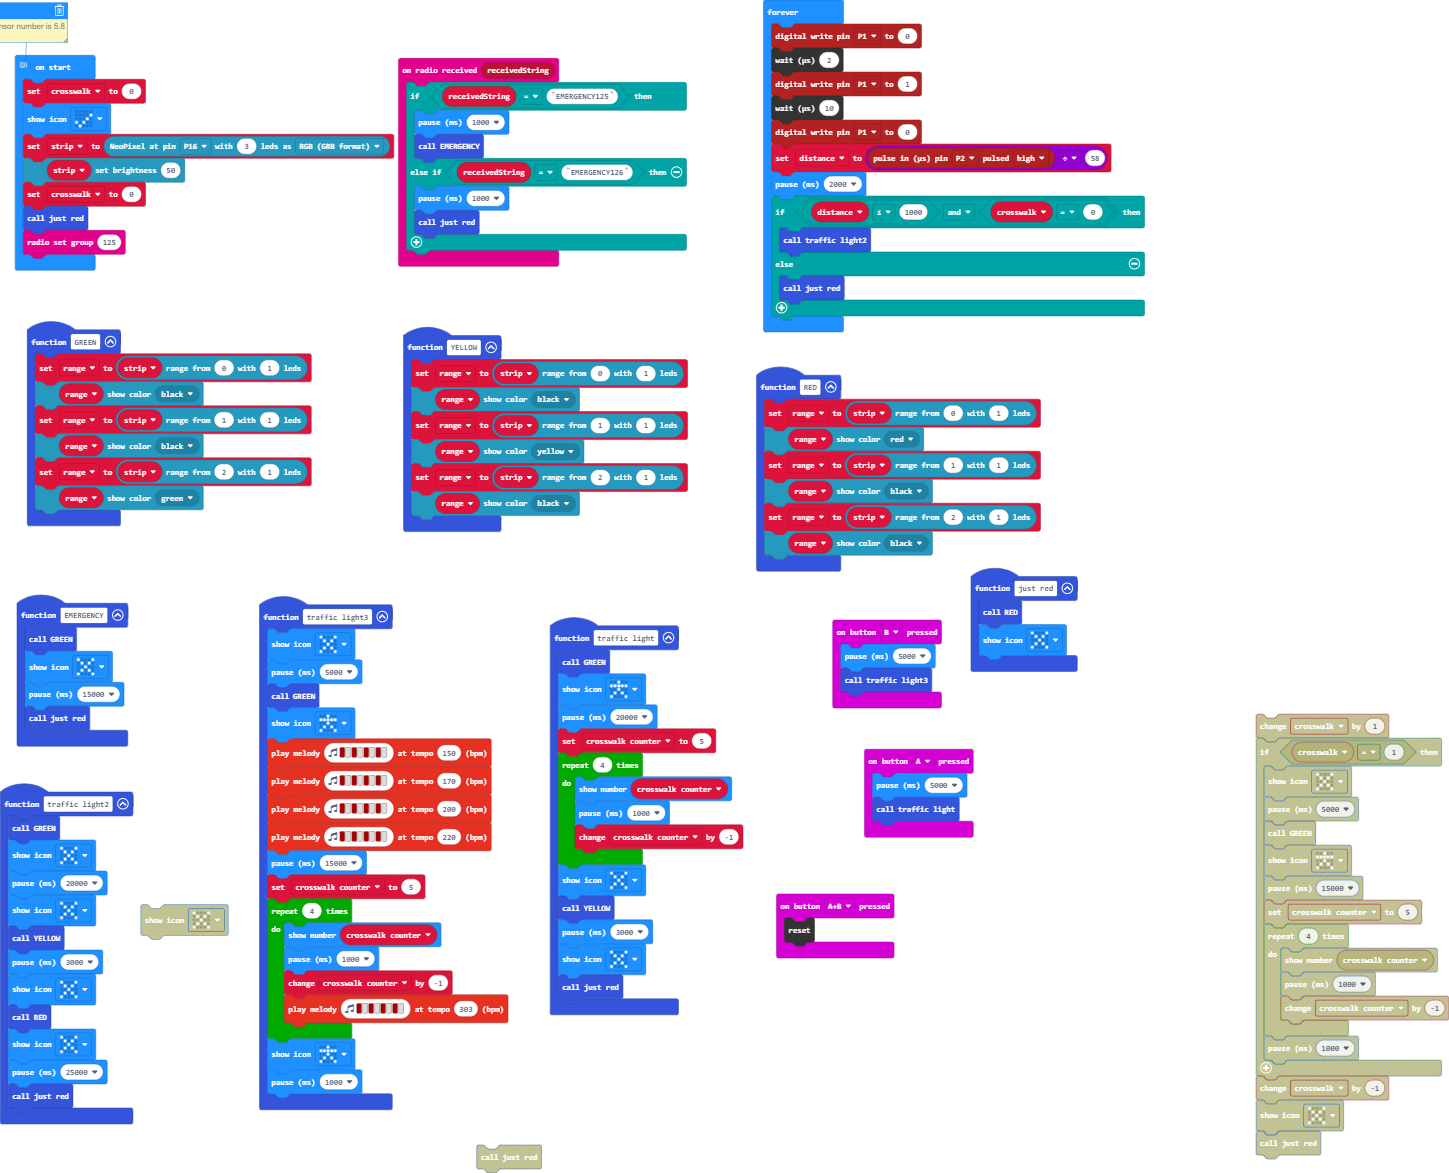 nsor number is 5.8
on start
set crosswalk to 0
show icon
set strip to NeoPixel at pin P16 with 3 leds as RGB (GRB format)
strip set brightness 50
set crosswalk to 0
call just red
radio set group 125
on radio received receivedString
if receivedString = "EMERGENCY125" then
pause (ms) 1000
call EMERGENCY
else if receivedString = "EMERGENCY126" then
pause (ms) 1000
call just red
forever
digital write pin P1 to 0
wait (µs) 2
digital write pin P1 to 1
wait (µs) 10
digital write pin P1 to 0
set distance to pulse in (µs) pin P2 pulsed high ÷ 58
pause (ms) 2000
if distance ≤ 1000 and crosswalk = 0 then
call traffic light2
else
call just red
function GREEN
set range to strip range from 0 with 1 leds
range show color black
set range to strip range from 1 with 1 leds
range show color black
set range to strip range from 2 with 1 leds
range show color green
function YELLOW
set range to strip range from 0 with 1 leds
range show color black
set range to strip range from 1 with 1 leds
range show color yellow
set range to strip range from 2 with 1 leds
range show color black
function RED
set range to strip range from 0 with 1 leds
range show color red
set range to strip range from 1 with 1 leds
range show color black
set range to strip range from 2 with 1 leds
range show color black
function just red
call RED
show icon
function EMERGENCY
call GREEN
show icon
pause (ms) 15000
call just red
function traffic light3
show icon
pause (ms) 5000
call GREEN
show icon
play melody at tempo 150 (bpm)
play melody at tempo 170 (bpm)
play melody at tempo 200 (bpm)
play melody at tempo 220 (bpm)
pause (ms) 15000
set crosswalk counter to 5
repeat 4 times
do show number crosswalk counter
pause (ms) 1000
change crosswalk counter by -1
play melody at tempo 303 (bpm)
show icon
pause (ms) 1000
function traffic light
call GREEN
show icon
pause (ms) 20000
set crosswalk counter to 5
repeat 4 times
do show number crosswalk counter
pause (ms) 1000
change crosswalk counter by -1
show icon
call YELLOW
pause (ms) 3000
show icon
call just red
on button B pressed
pause (ms) 5000
call traffic light3
on button A pressed
pause (ms) 5000
call traffic light
on button A+B pressed
reset
function traffic light2
call GREEN
show icon
pause (ms) 20000
show icon
call YELLOW
pause (ms) 3000
show icon
call RED
show icon
pause (ms) 25000
call just red
show icon
call just red
change crosswalk by 1
if crosswalk = 1 then
show icon
pause (ms) 5000
call GREEN
show icon
pause (ms) 15000
set crosswalk counter to 5
repeat 4 times
do show number crosswalk counter
pause (ms) 1000
change crosswalk counter by -1
pause (ms) 1000
change crosswalk by -1
show icon
call just red